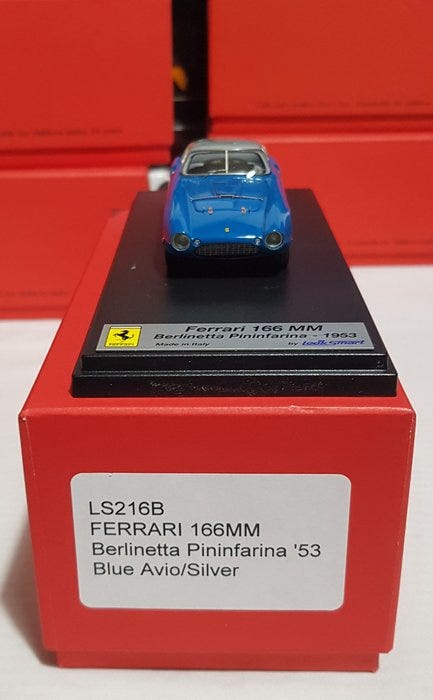 Ferrari 166 MM
Berlinetta Pininfarina - 1953
Made in Italy by LookSmart
LS216B
FERRARI 166MM
Berlinetta Pininfarina '53
Blue Avio/Silver